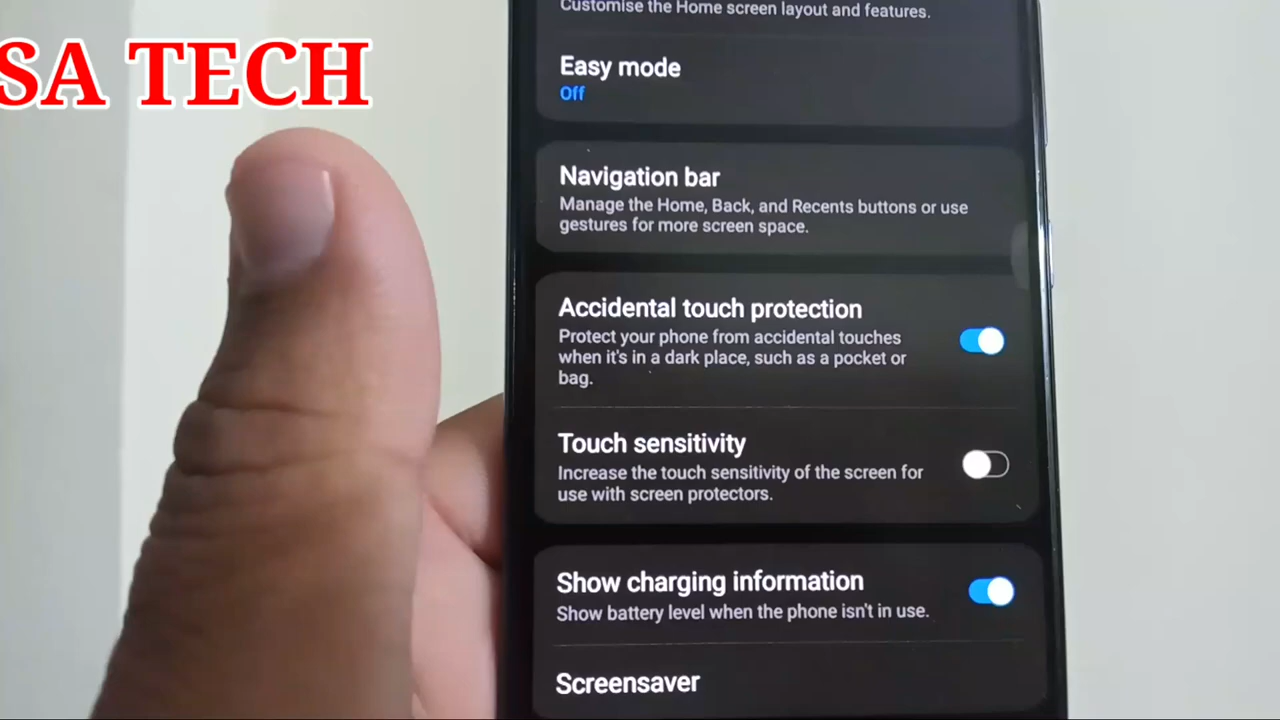 Customise the Home screen layout and features.
SA TECH
Easy mode
Off
Navigation bar
Manage the Home, Back, and Recents buttons or use
gestures for more screen space.
Accidental touch protection
Protect your phone from accidental touches
when it's in a dark place, such as a pocket or
bag.
Touch sensitivity
Increase the touch sensitivity of the screen for
use with screen protectors.
Show charging information
Show battery level when the phone isn't in use.
Screensaver